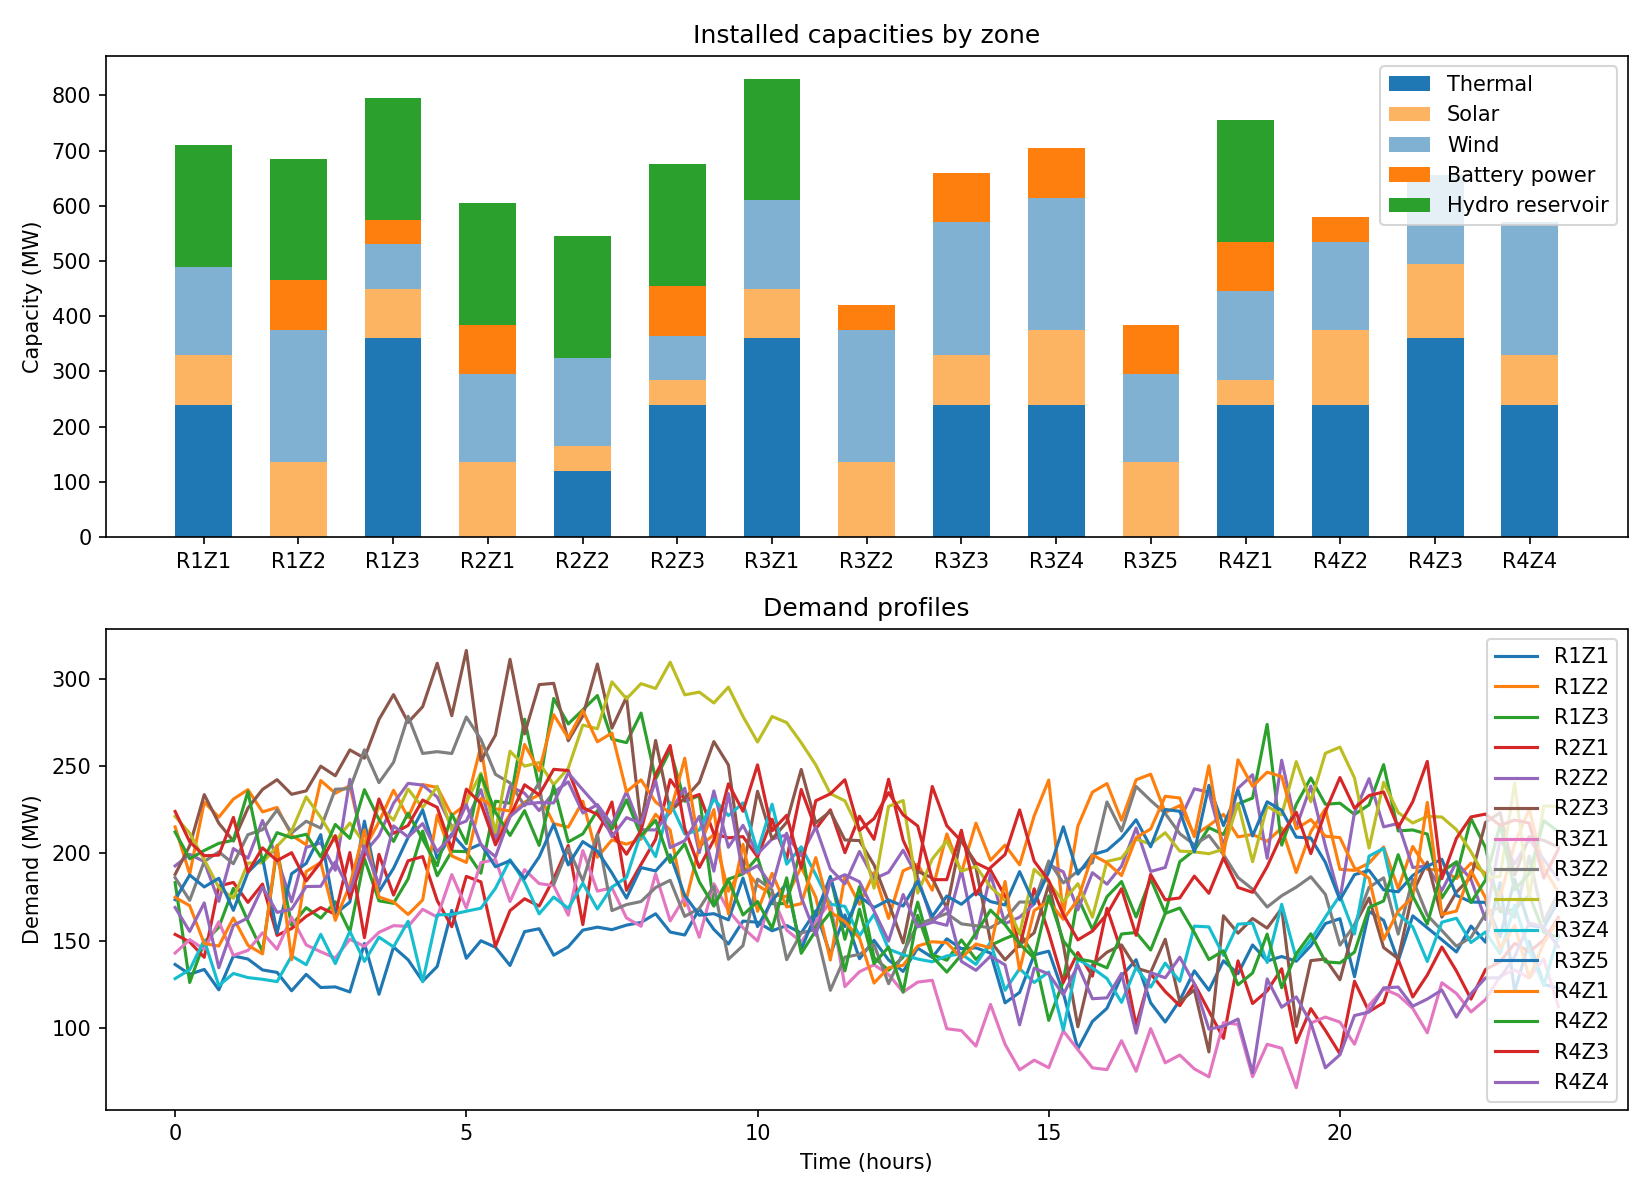 Installed capacities by zone
Capacity (MW)
800
700
600
500
400
300
200
100
0
Thermal
Solar
Wind
Battery power
Hydro reservoir
R1Z1 R1Z2 R1Z3 R2Z1 R2Z2 R2Z3 R3Z1 R3Z2 R3Z3 R3Z4 R3Z5 R4Z1 R4Z2 R4Z3 R4Z4
Demand profiles
Demand (MW)
300
250
200
150
100
R1Z1
R1Z2
R1Z3
R2Z1
R2Z2
R2Z3
R3Z1
R3Z2
R3Z3
R3Z4
R3Z5
R4Z1
R4Z2
R4Z3
R4Z4
0 5 10 15 20
Time (hours)